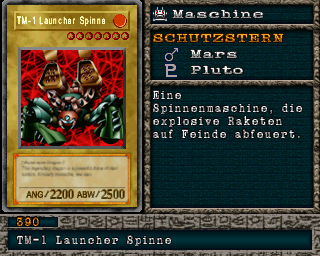 TM-1 Launcher Spinne
ANG/2200 ABW/2500
Maschine
SCHUTZSTERN
Mars
Pluto
Eine
Spinnenmaschine, die
explosive Raketen
auf Feinde abfeuert.
390
TM-1 Launcher Spinne